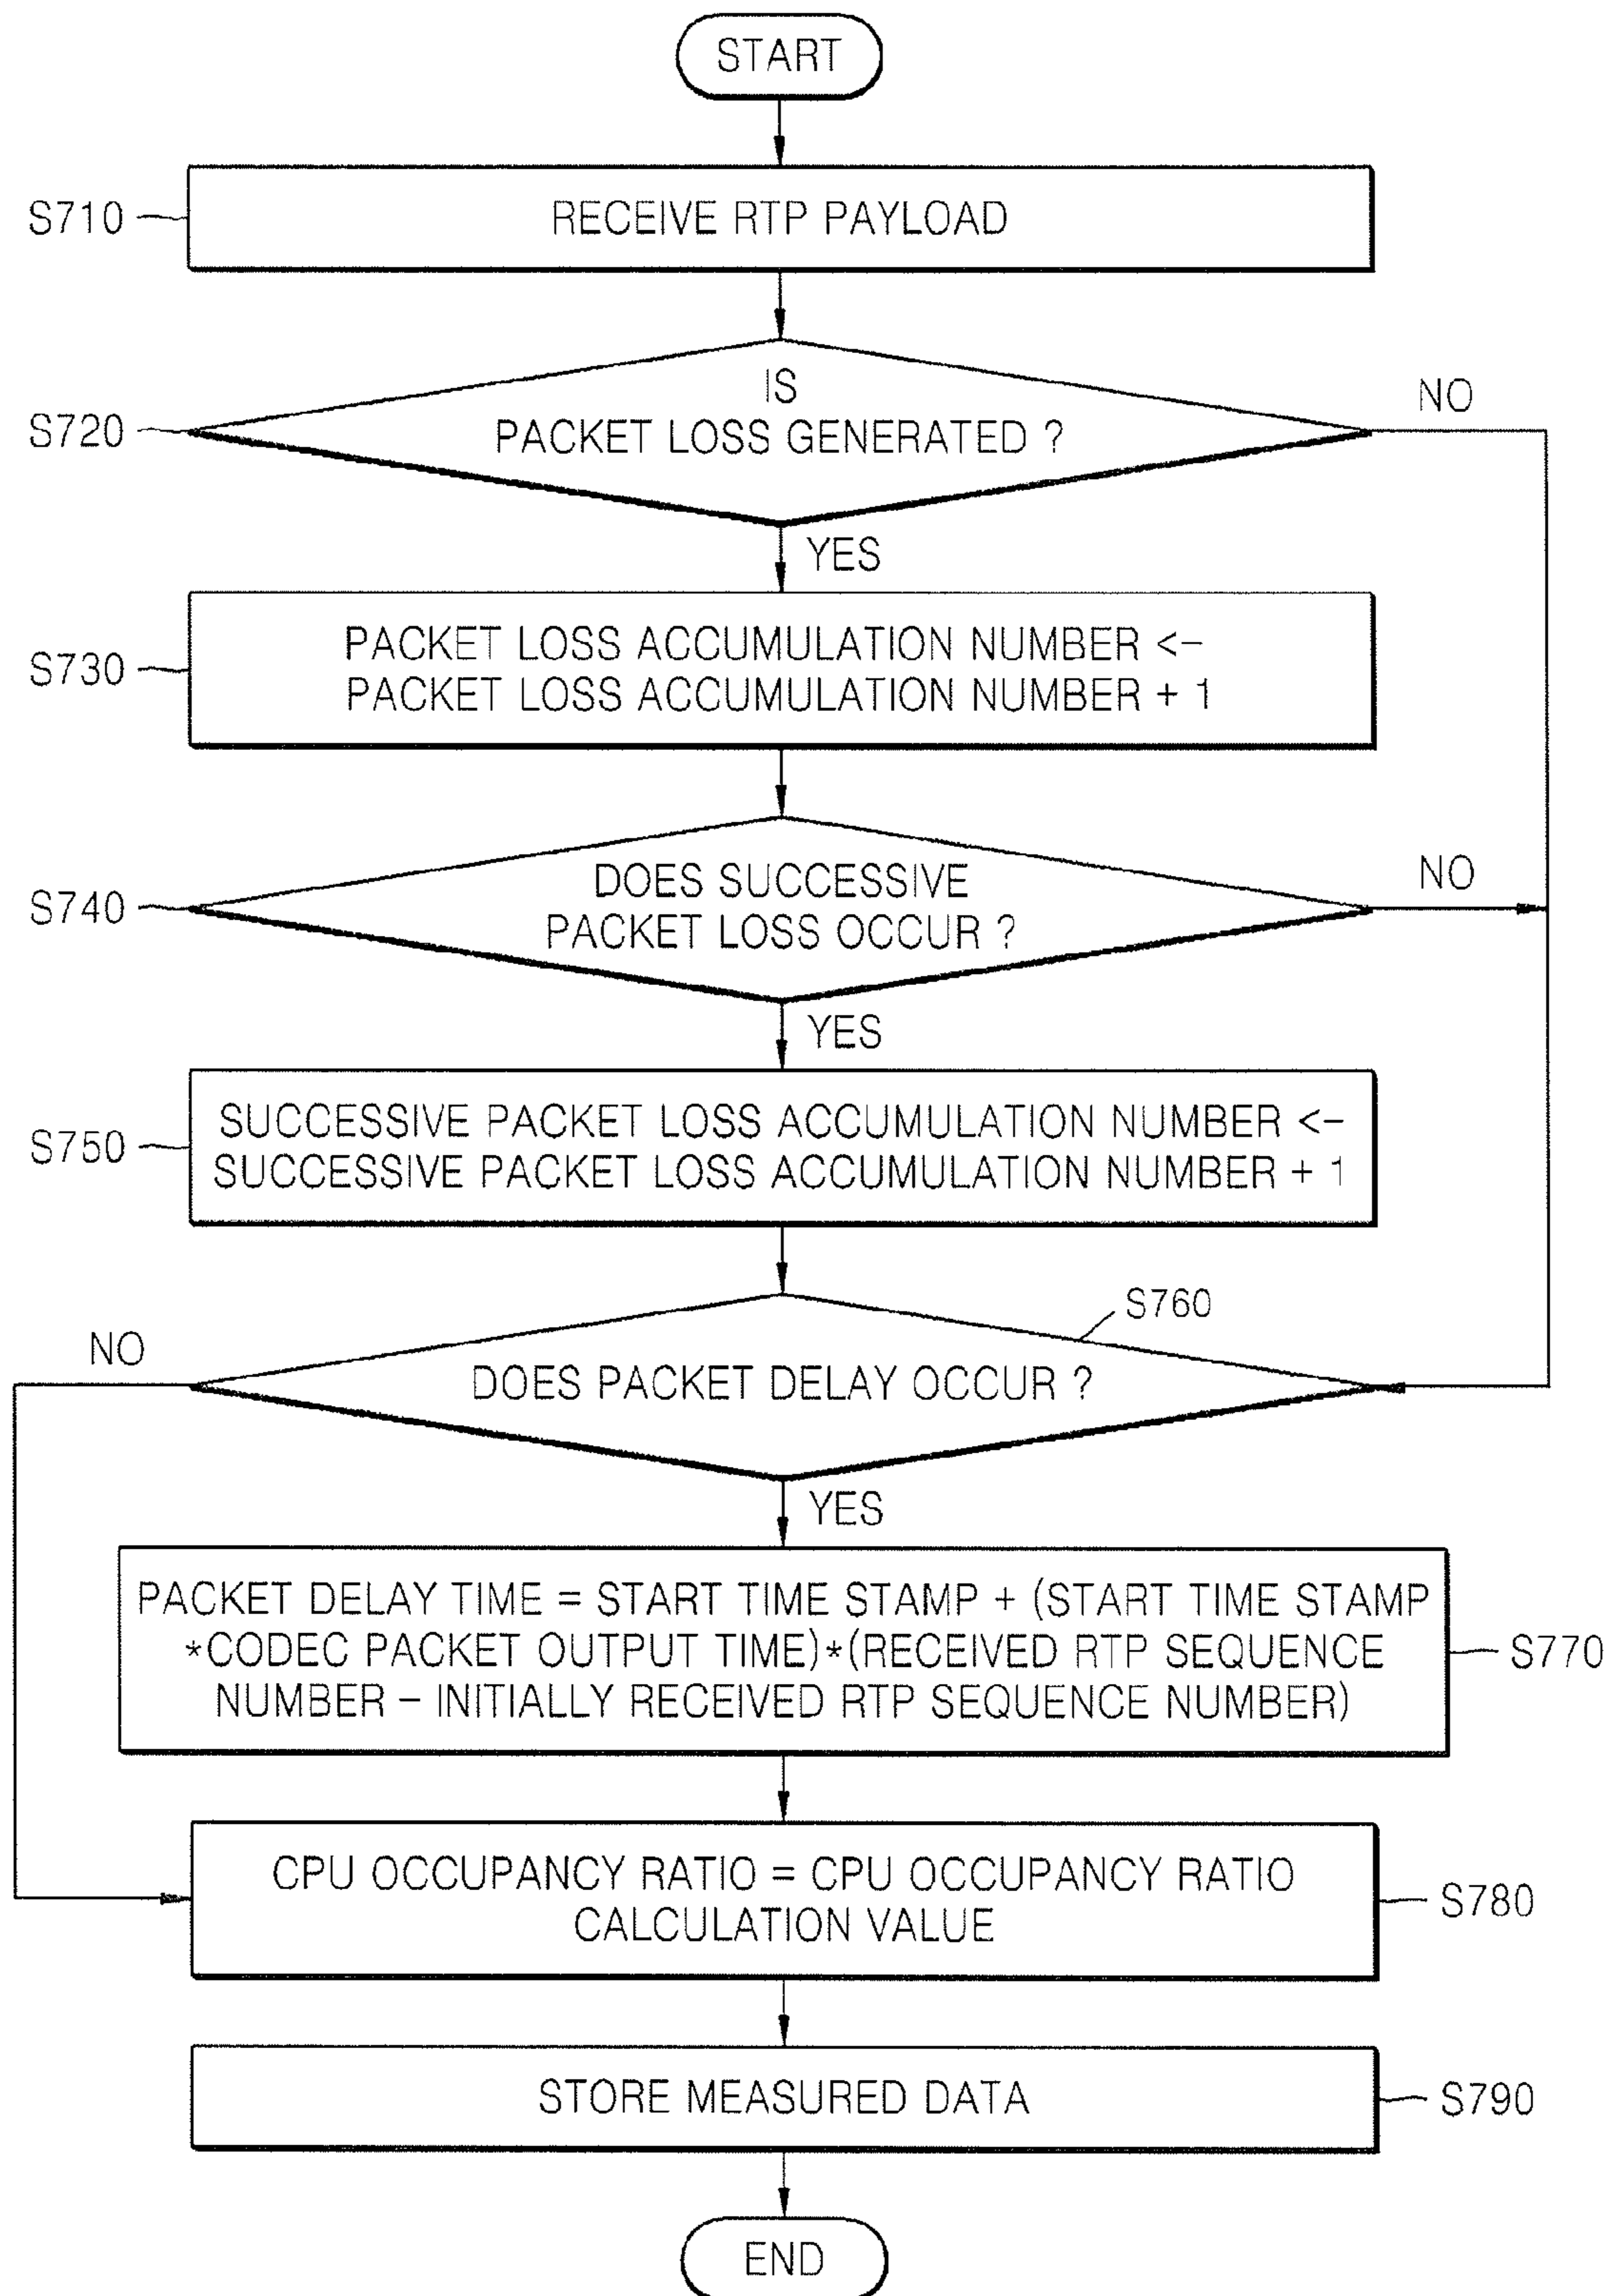 START
S710
RECEIVE RTP PAYLOAD
IS
PACKET LOSS GENERATED ?
NO
S720
YES
PACKET LOSS ACCUMULATION NUMBER <-
PACKET LOSS ACCUMULATION NUMBER + 1
S730
DOES SUCCESSIVE
PACKET LOSS OCCUR ?
NO
S740
YES
SUCCESSIVE PACKET LOSS ACCUMULATION NUMBER <-
SUCCESSIVE PACKET LOSS ACCUMULATION NUMBER + 1
S750
S760
NO
DOES PACKET DELAY OCCUR ?
YES
PACKET DELAY TIME = START TIME STAMP + (START TIME STAMP
*CODEC PACKET OUTPUT TIME)*(RECEIVED RTP SEQUENCE
NUMBER - INITIALLY RECEIVED RTP SEQUENCE NUMBER)
S770
CPU OCCUPANCY RATIO = CPU OCCUPANCY RATIO
CALCULATION VALUE
S780
STORE MEASURED DATA
S790
END